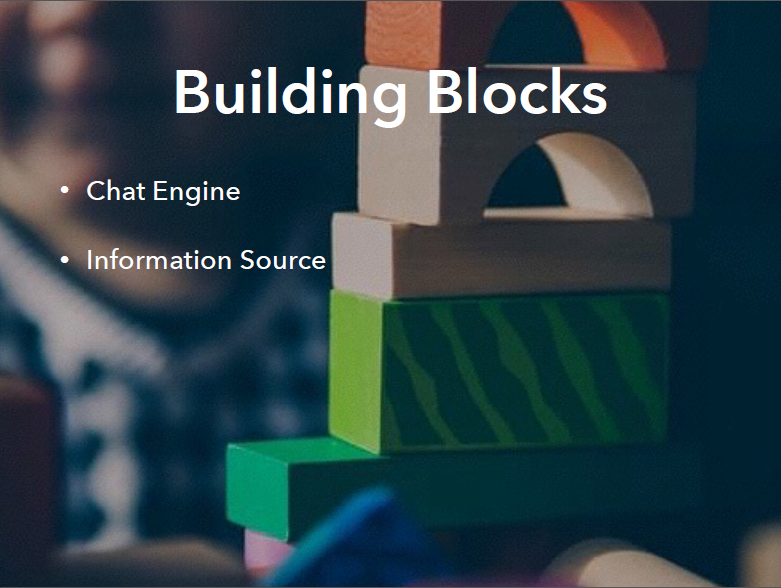 Building Blocks
• Chat Engine
• Information Source